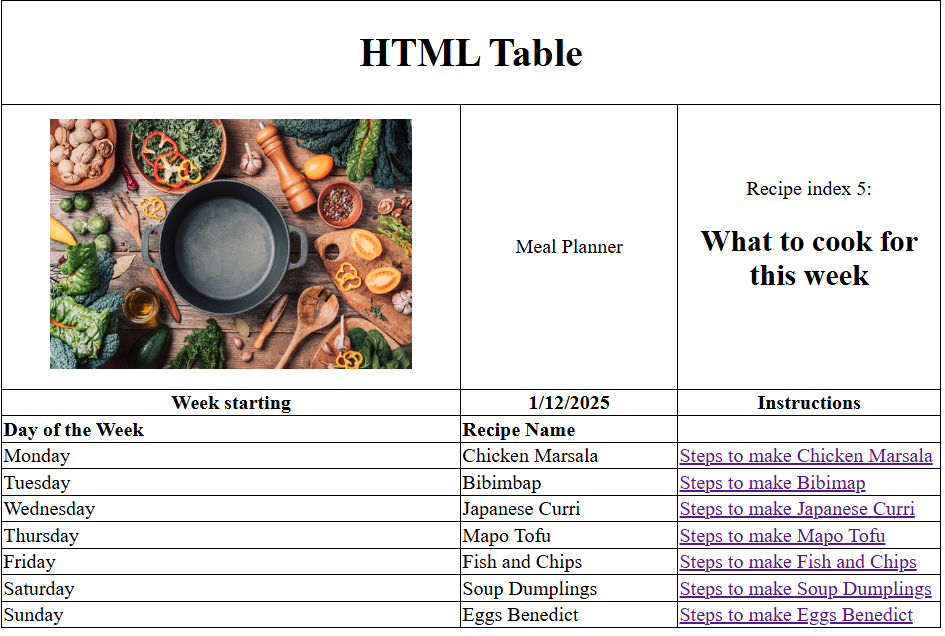 HTML Table
Meal Planner
Recipe index 5:
What to cook for
this week
Week starting 1/12/2025 Instructions
Day of the Week Recipe Name
Monday Chicken Marsala Steps to make Chicken Marsala
Tuesday Bibimbap Steps to make Bibimap
Wednesday Japanese Curri Steps to make Japanese Curri
Thursday Mapo Tofu Steps to make Mapo Tofu
Friday Fish and Chips Steps to make Fish and Chips
Saturday Soup Dumplings Steps to make Soup Dumplings
Sunday Eggs Benedict Steps to make Eggs Benedict